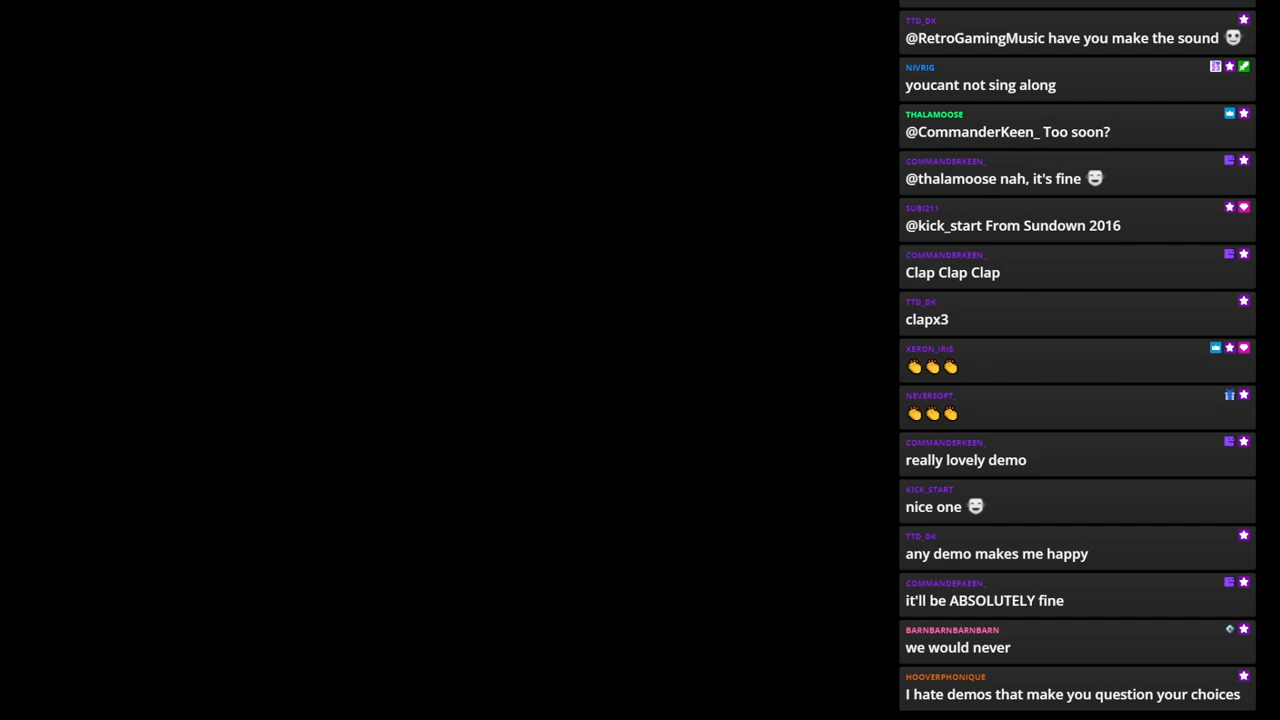 TTD_DK
@RetroGamingMusic have you make the sound
NIVRIG
youcant not sing along
THALAMOOSE
@CommanderKeen_ Too soon?
COMMANDERKEEN_
@thalamoose nah, it's fine
SUBI211
@kick_start From Sundown 2016
COMMANDERKEEN_
Clap Clap Clap
TTD_DK
clapx3
XERON_IRIS
👏👏👏
NEVERSOFT_
👏👏👏
COMMANDERKEEN_
really lovely demo
KICK_START
nice one
TTD_DK
any demo makes me happy
COMMANDERKEEN_
it'll be ABSOLUTELY fine
BARNBARNBARNBARN
we would never
HOOVERPHONIQUE
I hate demos that make you question your choices